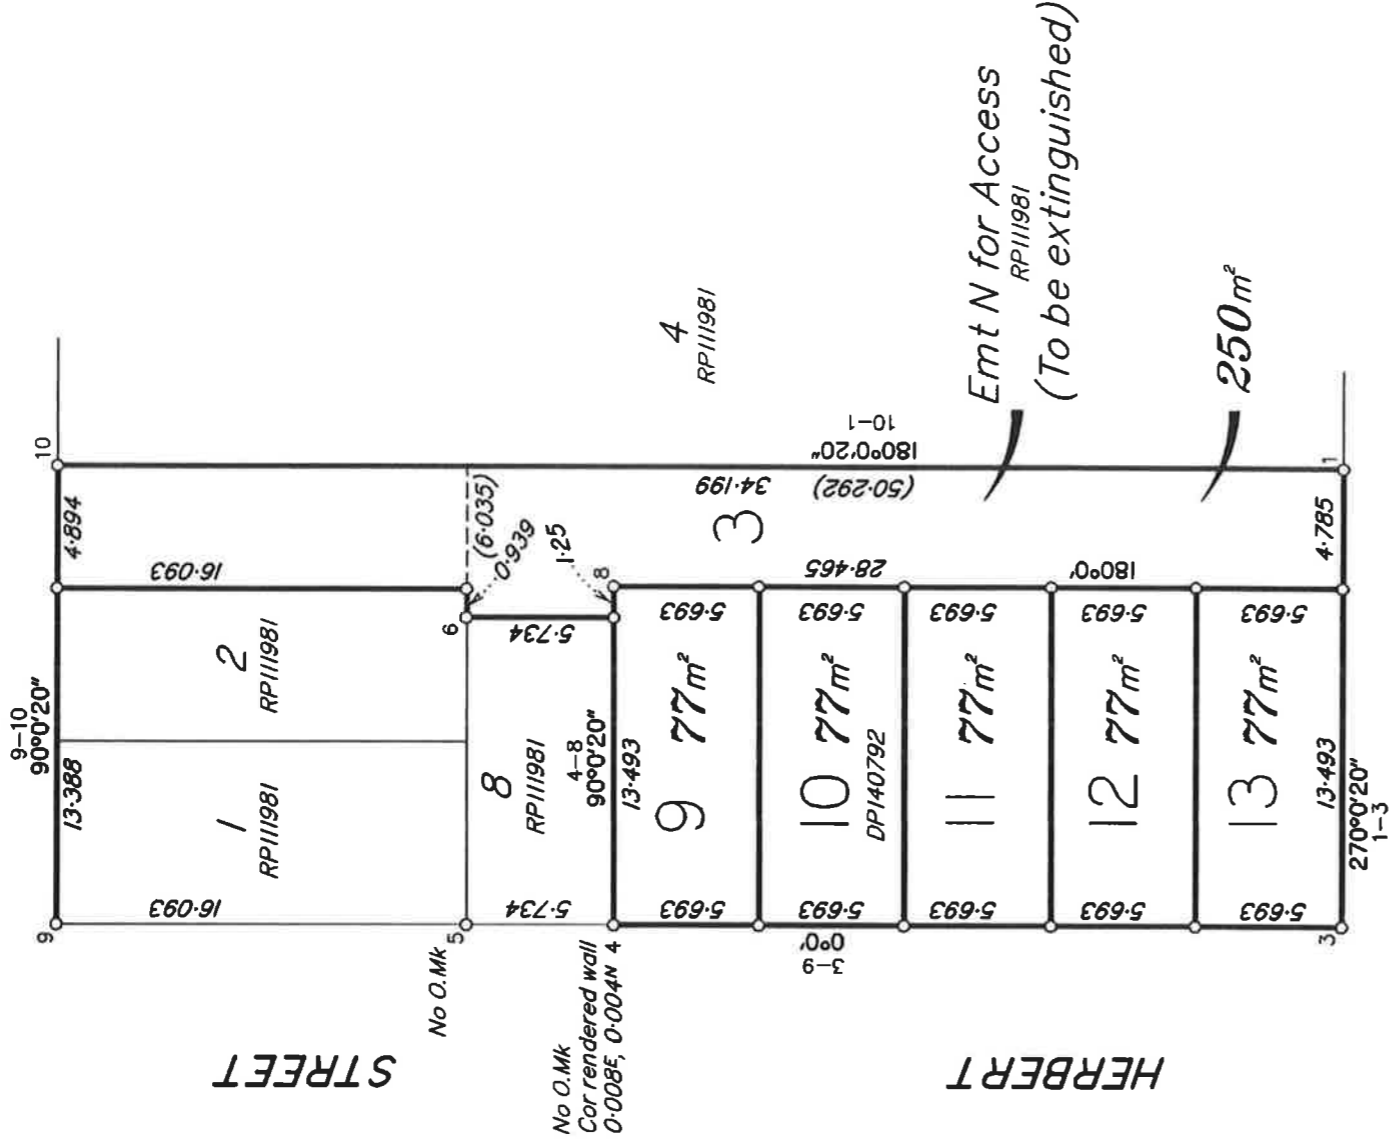 9-10
90°0'20"
10
13·388
4·894
9
16·093
1
RP111981
2
RP111981
16·093
No O.Mk
5
6
(6·035)
0·939
1·25
5·734
8
RP111981
4-8
90°0'20"
5·734
8
No O.Mk
Cor rendered wall
0·008E, 0·004N
4
13·493
5·693
9
77m²
5·693
3
34·199
(50·292)
180°0'20"
10-1
4
RP111981
28·465
180°0'
3-9
0°0'
5·693
10
77m²
DP140792
5·693
5·693
11
77m²
5·693
5·693
12
77m²
5·693
5·693
13
77m²
5·693
Emt N for Access
RP111981
(To be extinguished)
250m²
3
13·493
4·785
1
270°0'20"
1-3
STREET
HERBERT